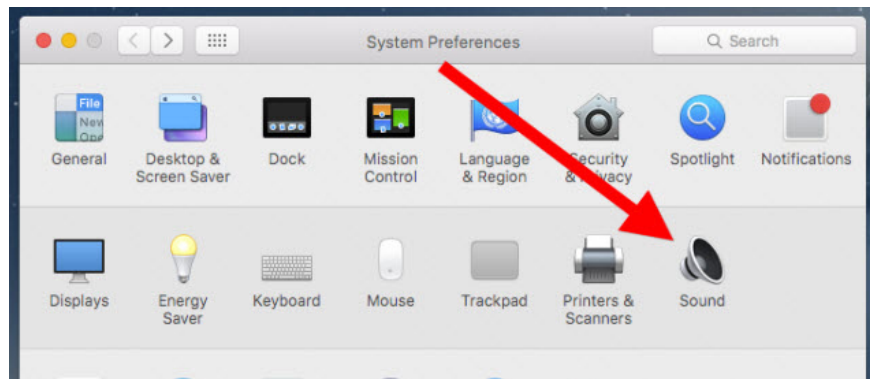 System Preferences
Search
File
New
Ope
General
Desktop &
Screen Saver
Dock
Mission
Control
Language
& Region
Security
& Privacy
Spotlight
Notifications
Displays
Energy
Saver
Keyboard
Mouse
Trackpad
Printers &
Scanners
Sound